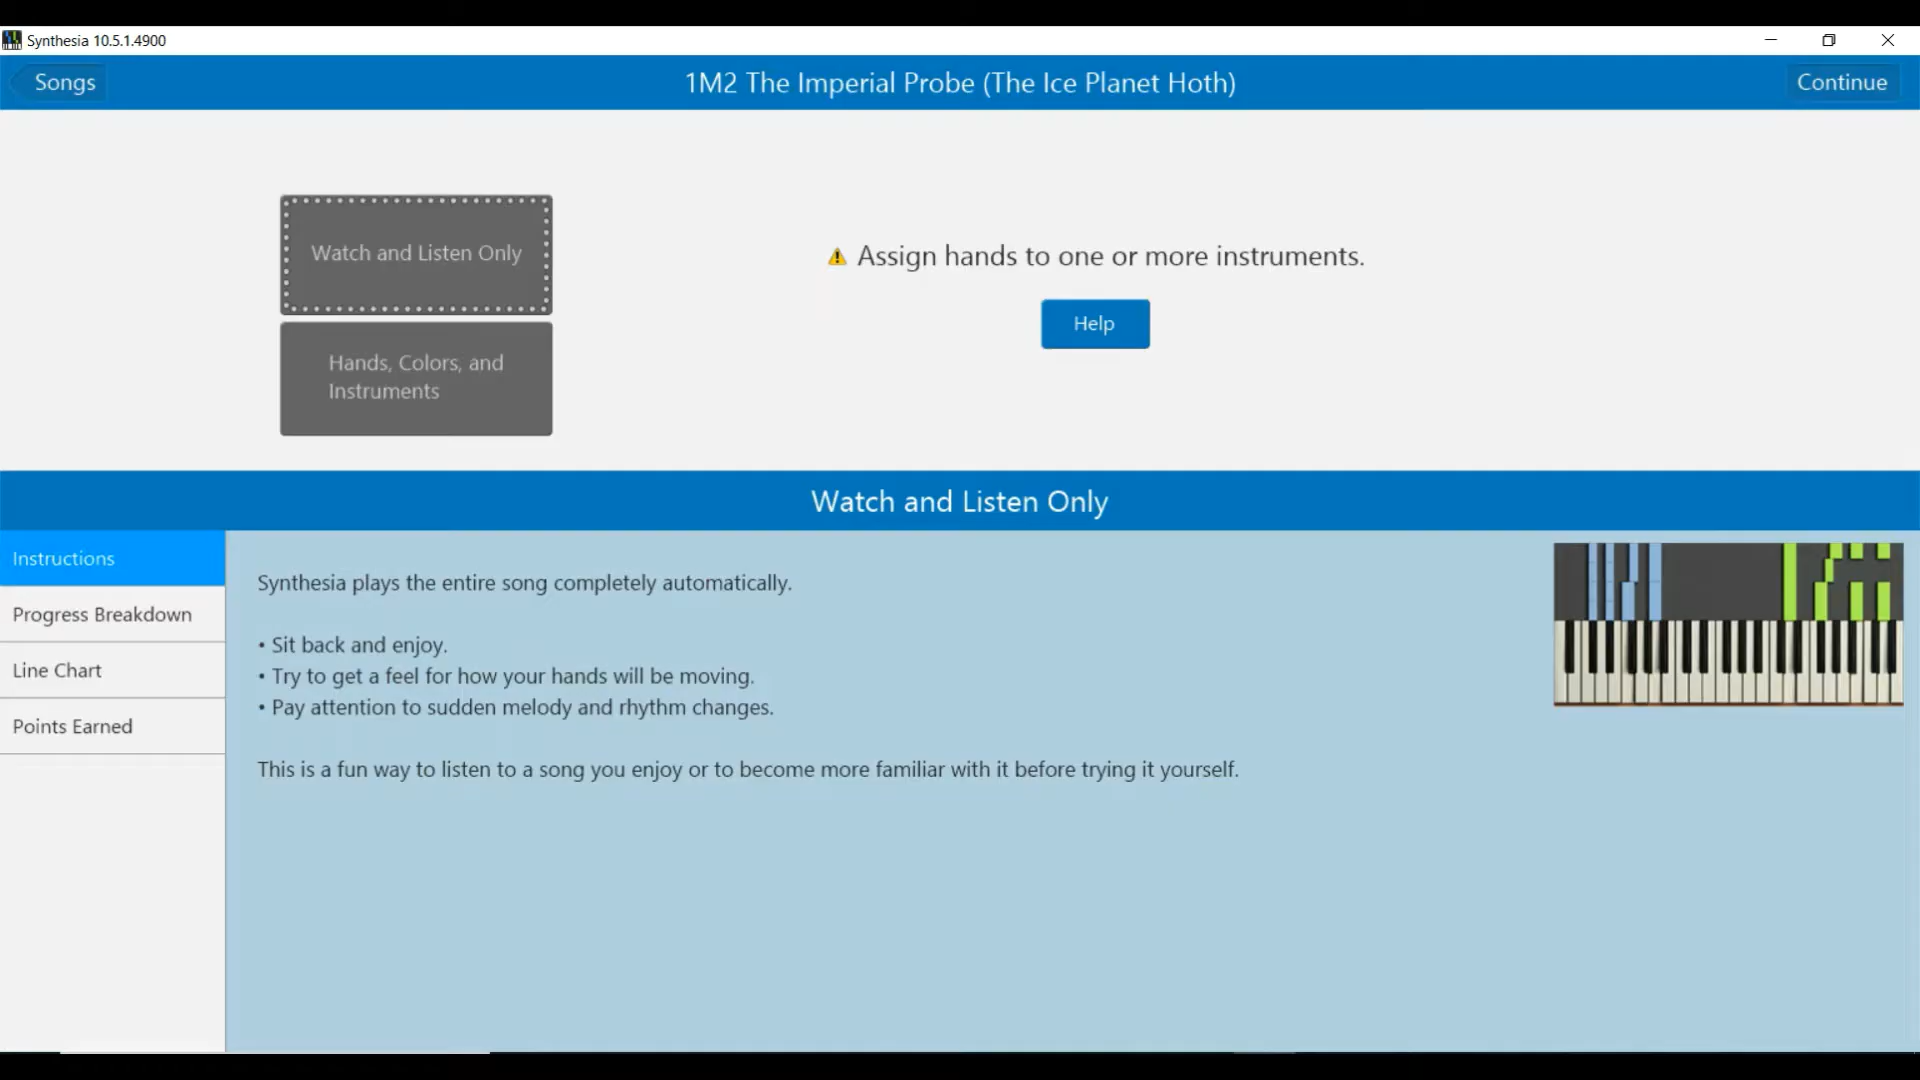 Synthesia 10.5.1.4900
Songs
1M2 The Imperial Probe (The Ice Planet Hoth)
Continue
Watch and Listen Only
Assign hands to one or more instruments.
Help
Hands, Colors, and
Instruments
Watch and Listen Only
Instructions
Progress Breakdown
Line Chart
Points Earned
Synthesia plays the entire song completely automatically.
• Sit back and enjoy.
• Try to get a feel for how your hands will be moving.
• Pay attention to sudden melody and rhythm changes.
This is a fun way to listen to a song you enjoy or to become more familiar with it before trying it yourself.